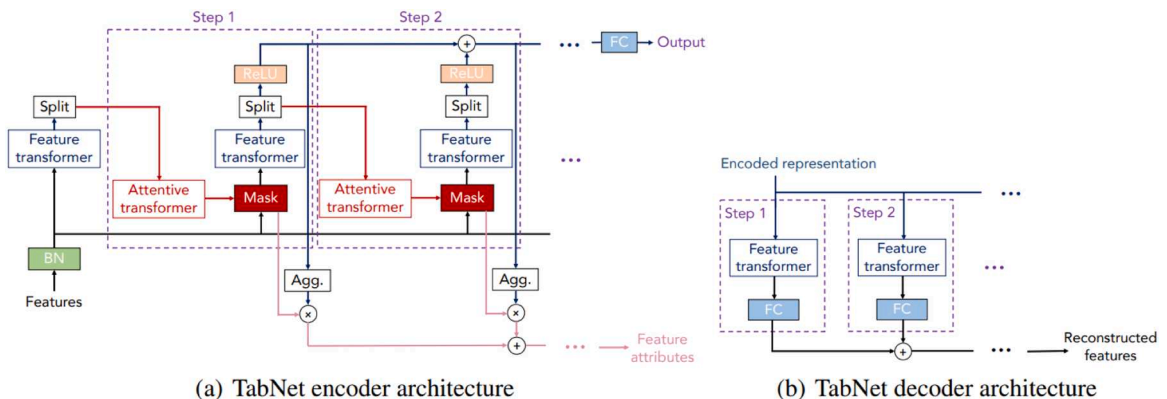 Step 1
Step 2
FC
Output
ReLU
ReLU
Split
Split
Split
Feature
transformer
Feature
transformer
Feature
transformer
Attentive
transformer
Mask
Attentive
transformer
Mask
BN
Features
Agg.
Agg.
Feature
attributes
(a) TabNet encoder architecture
Encoded representation
Step 1
Step 2
Feature
transformer
Feature
transformer
FC
FC
Reconstructed
features
(b) TabNet decoder architecture